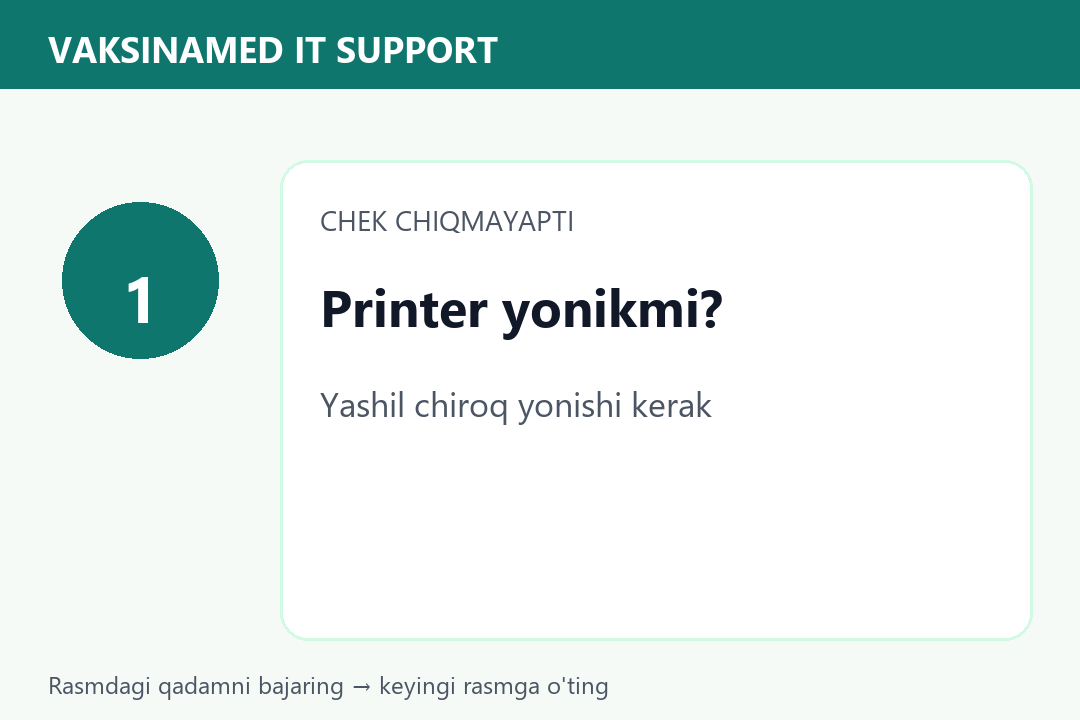 VAKSINAMED IT SUPPORT
1
CHEK CHIQMAYAPTI
Printer yonikmi?
Yashil chiroq yonishi kerak
Rasmdagi qadamni bajaring → keyingi rasmga o'ting